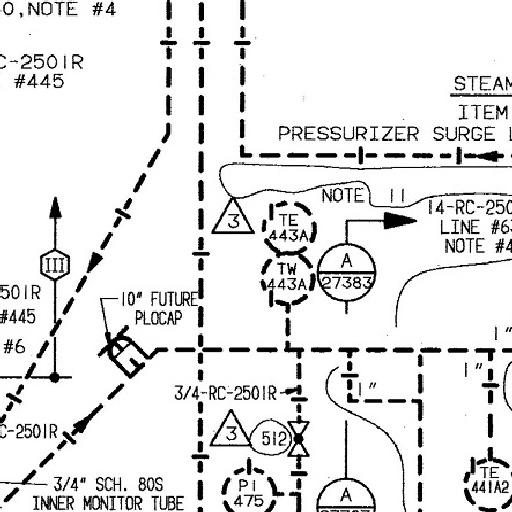 O,NOTE #4
C-2501R
#445
STEAM
ITEM
PRESSURIZER SURGE L
NOTE 11
3
TE
443A
14-RC-250
LINE #63
NOTE #4
TW
443A
A
27383
III
501R
#445
#6
10" FUTURE
PLOCAP
1"
1"
1"
3/4-RC-2501R
3
512
C-2501R
PI
475
TE
441A2
3/4" SCH. 80S
INNER MONITOR TUBE
A